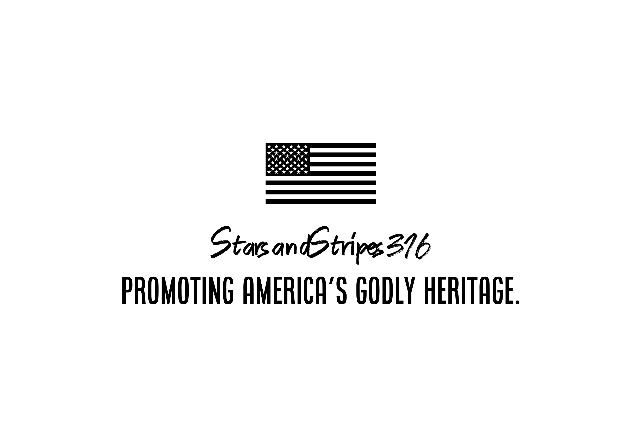 StarsandStripes316
PROMOTING AMERICA'S GODLY HERITAGE.